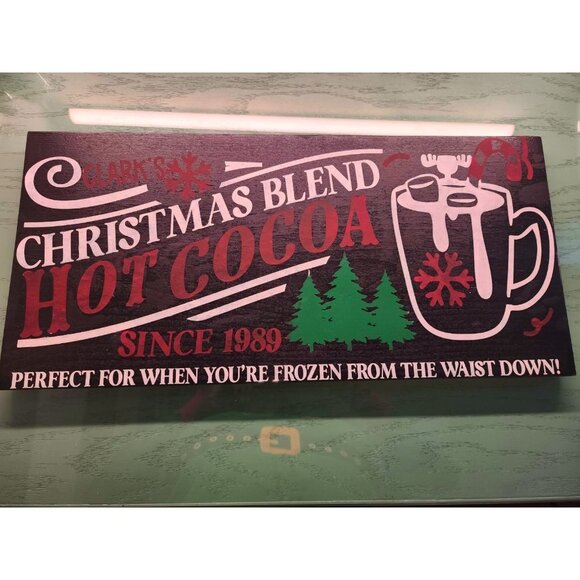 CLARK'S
CHRISTMAS BLEND
HOT COCOA
SINCE 1989
PERFECT FOR WHEN YOU'RE FROZEN FROM THE WAIST DOWN!